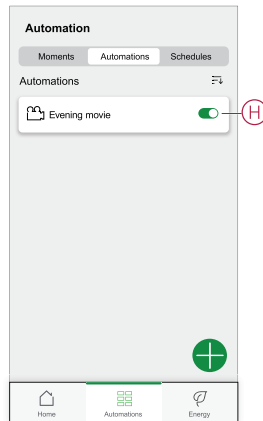 Automation
Moments Automations Schedules
Automations
Evening movie
H
Home Automations Energy